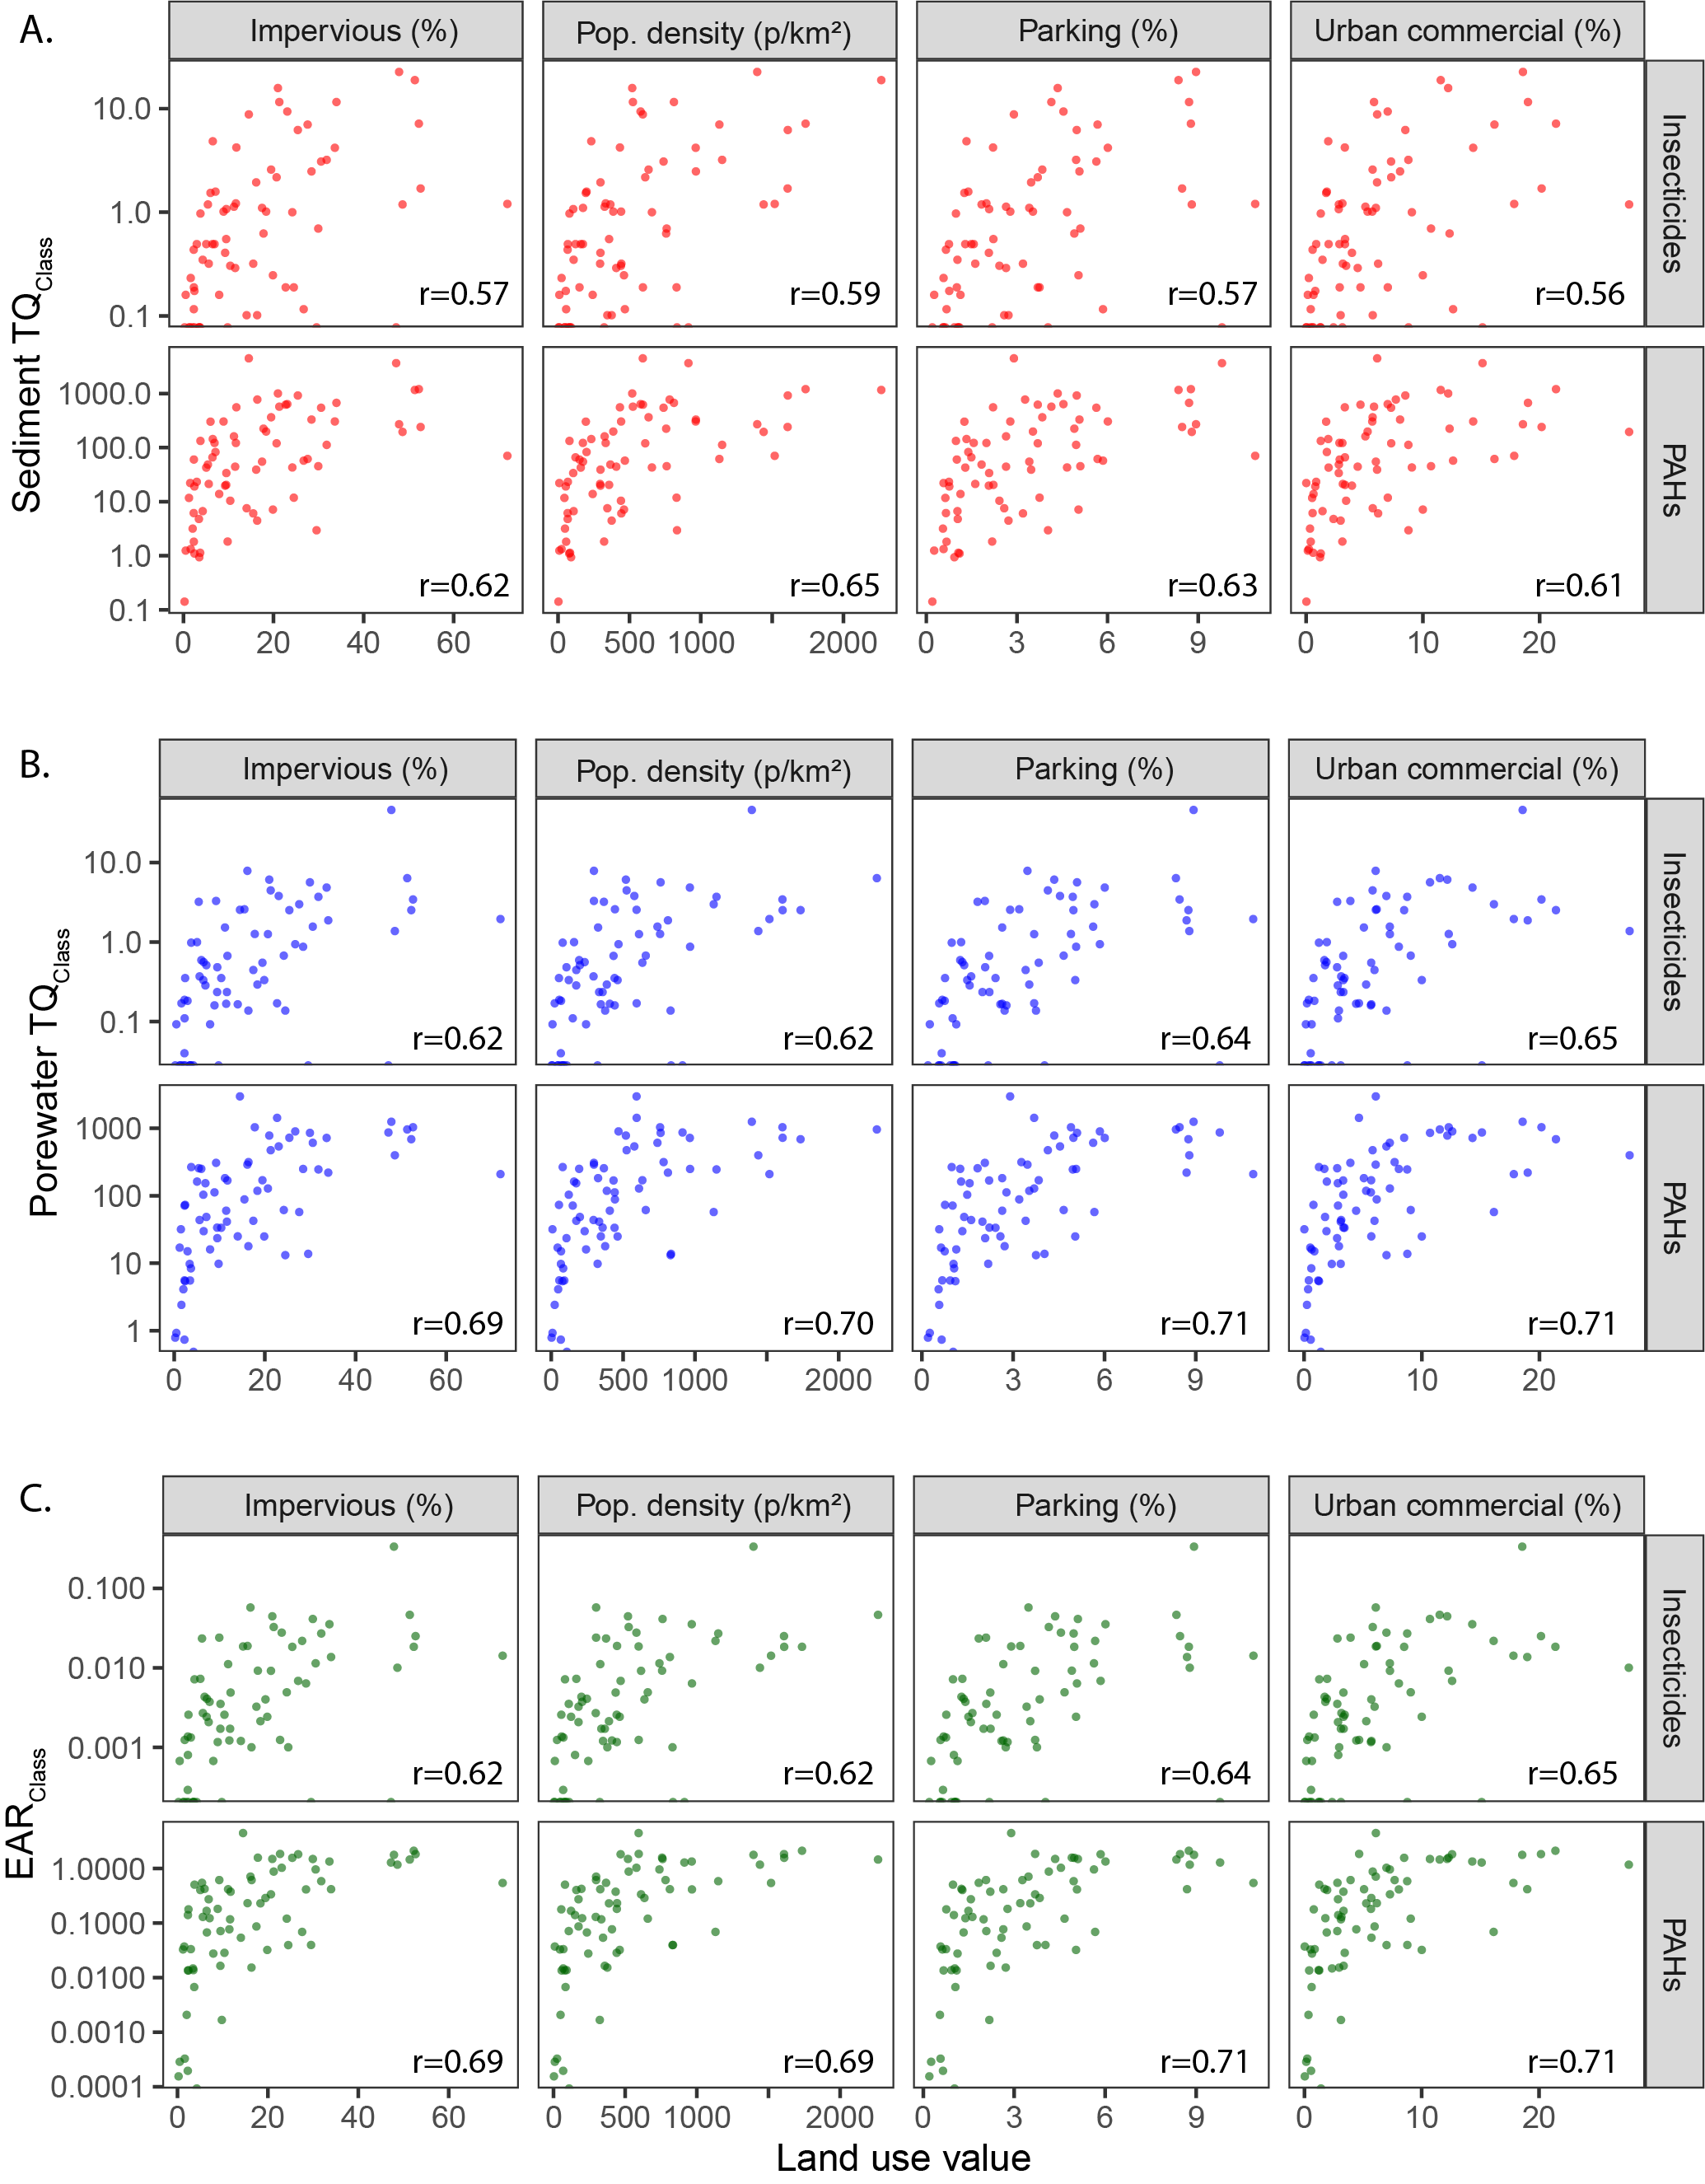 A.
Impervious (%) Pop. density (p/km²) Parking (%) Urban commercial (%)
Sediment TQClass
10.0
1.0
0.1
r=0.57 r=0.59 r=0.57 r=0.56
Insecticides
1000.0
100.0
10.0
1.0
0.1
r=0.62 r=0.65 r=0.63 r=0.61
PAHs
0 20 40 60 0 500 1000 2000 0 3 6 9 0 10 20
B.
Impervious (%) Pop. density (p/km²) Parking (%) Urban commercial (%)
Porewater TQClass
10.0
1.0
0.1
r=0.62 r=0.62 r=0.64 r=0.65
Insecticides
1000
100
10
1
r=0.69 r=0.70 r=0.71 r=0.71
PAHs
0 20 40 60 0 500 1000 2000 0 3 6 9 0 10 20
C.
Impervious (%) Pop. density (p/km²) Parking (%) Urban commercial (%)
EARClass
0.100
0.010
0.001
r=0.62 r=0.62 r=0.64 r=0.65
Insecticides
1.0000
0.1000
0.0100
0.0010
0.0001
r=0.69 r=0.69 r=0.71 r=0.71
PAHs
0 20 40 60 0 500 1000 2000 0 3 6 9 0 10 20
Land use value